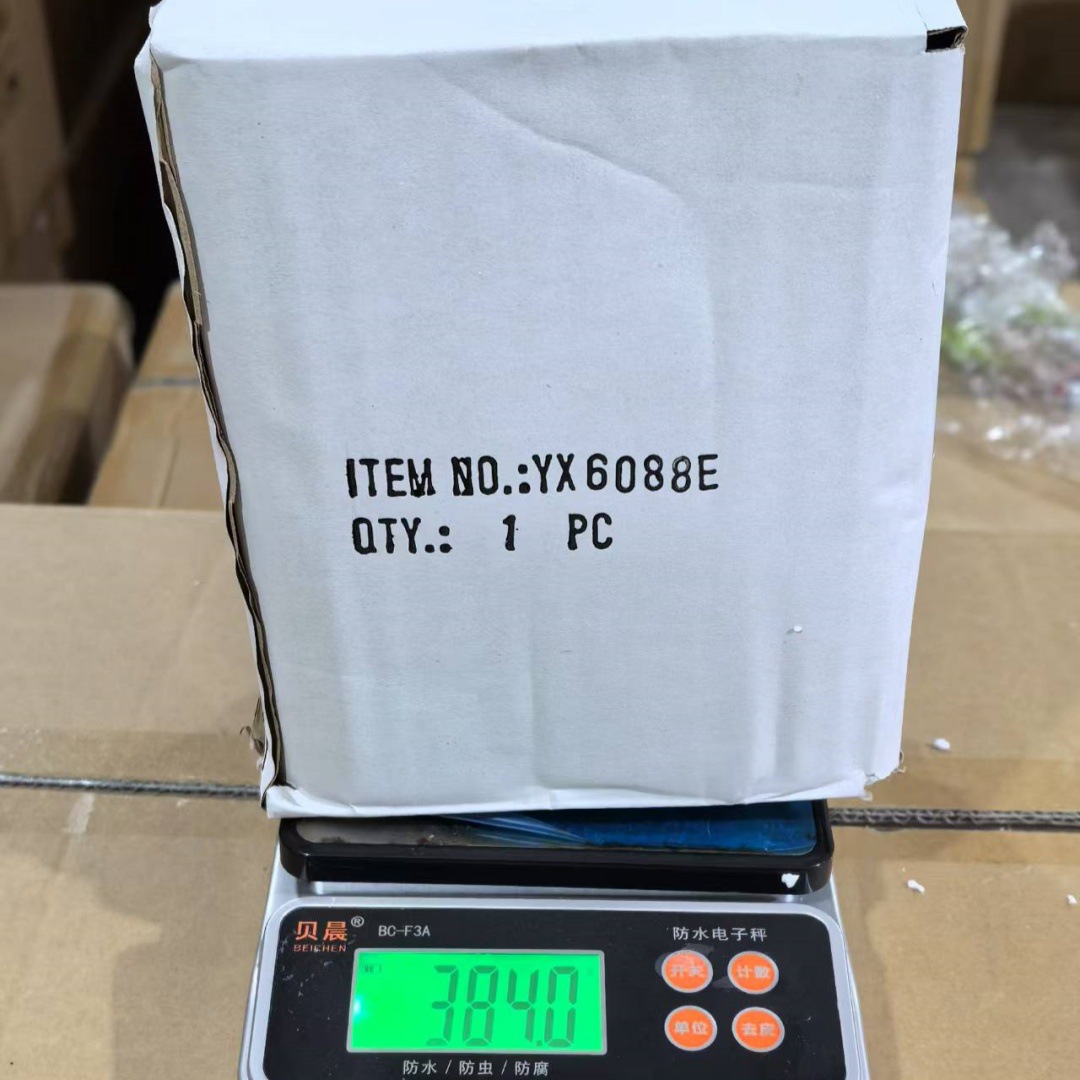 ITEM NO.:YX6088E
QTY.: 1 PC
贝晨®
BEICHEN
BC-F3A
防水电子秤
384.0
开关
计数
单位
去皮
防水 / 防虫 / 防腐